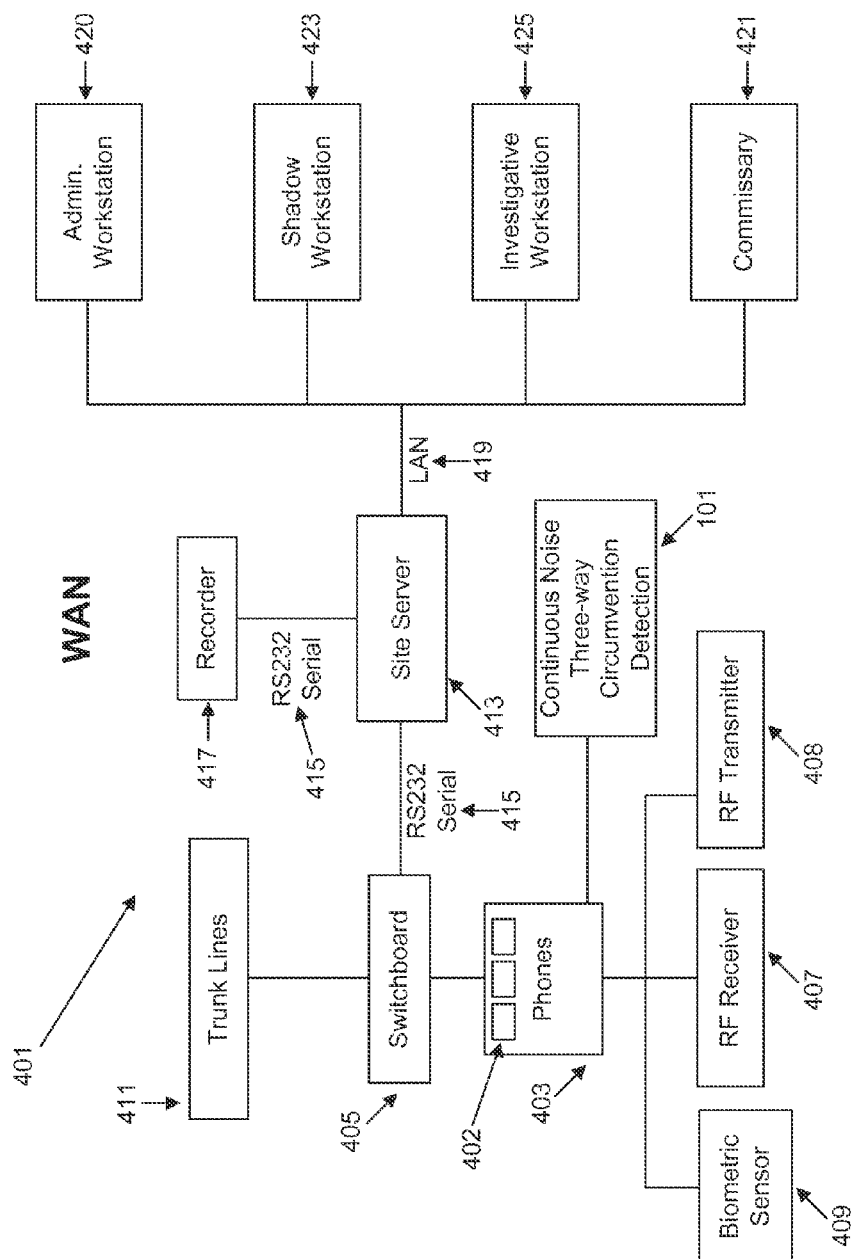 WAN
401
411
Trunk Lines
417
Recorder
415
RS232
Serial
Admin.
Workstation
420
Shadow
Workstation
423
Investigative
Workstation
425
Commissary
421
LAN
419
Site Server
413
RS232
Serial
415
Switchboard
405
402
Phones
403
Continuous Noise
Three-way
Circumvention
Detection
101
Biometric
Sensor
409
RF Receiver
407
RF Transmitter
408